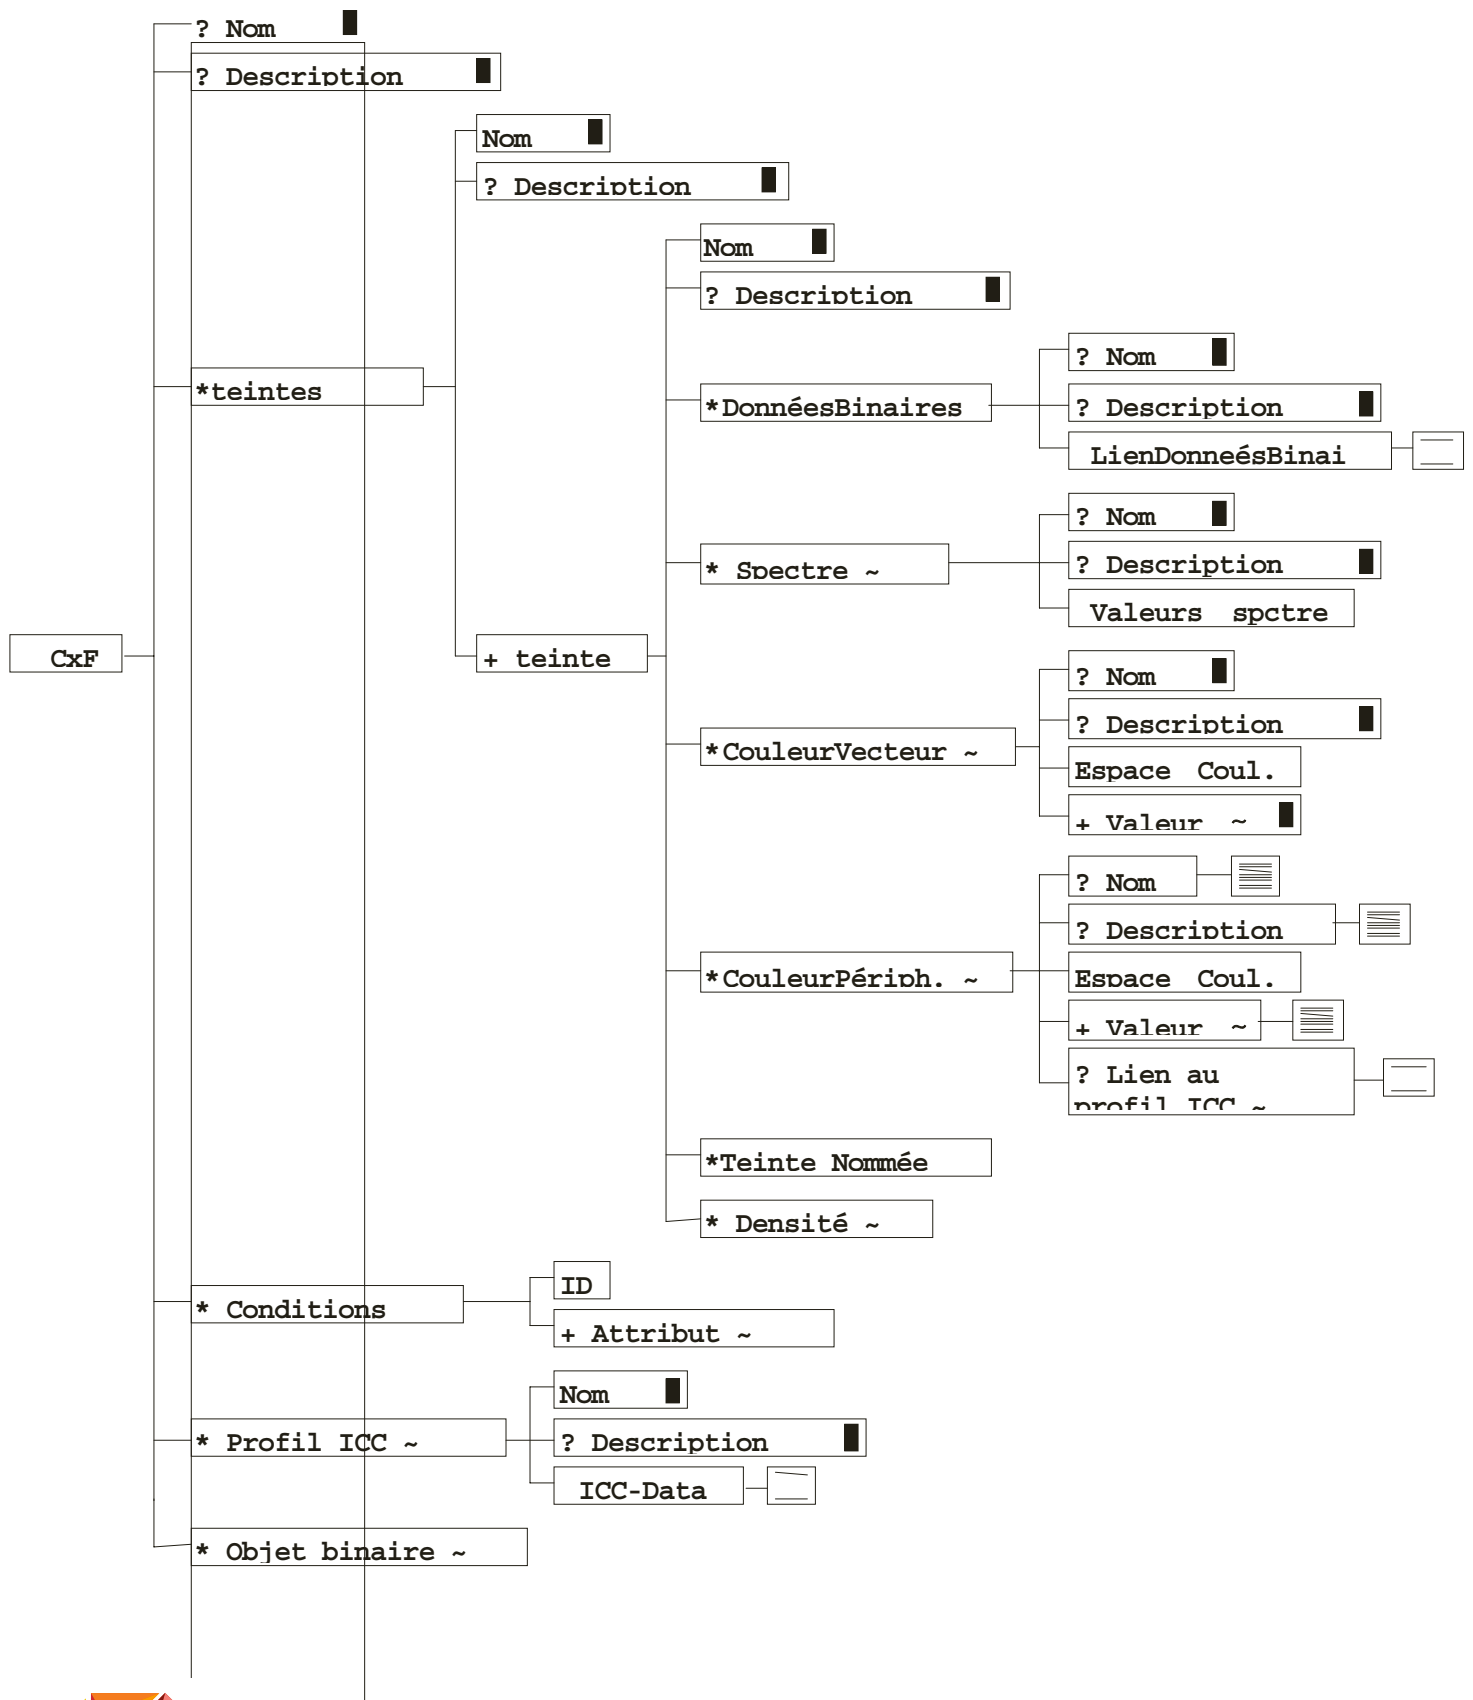 ? Nom
? Description
Nom
? Description
Nom
? Description
? Nom
*teintes
*DonnéesBinaires
? Description
LienDonneésBinai
? Nom
? Description
* Spectre ~
Valeurs spctre
CxF
+ teinte
? Nom
? Description
*CouleurVecteur ~
Espace Coul.
+ Valeur ~
? Nom
? Description
*CouleurPériph. ~
Espace Coul.
+ Valeur ~
? Lien au
profil ICC ~
*Teinte Nommée
* Densité ~
ID
* Conditions
+ Attribut ~
Nom
* Profil ICC ~
? Description
ICC-Data
* Objet binaire ~